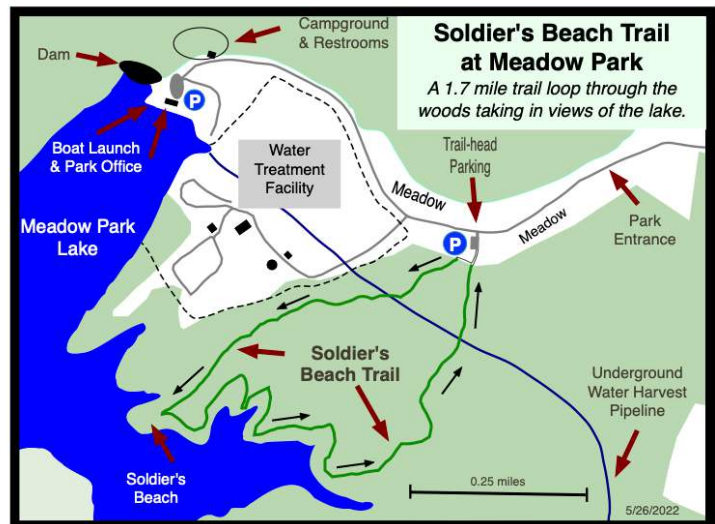 Campground
& Restrooms
Soldier's Beach Trail
at Meadow Park
A 1.7 mile trail loop through the
woods taking in views of the lake.
Dam
P
Boat Launch
& Park Office
Water
Treatment
Facility
Trail-head
Parking
Meadow
Meadow
Park
Entrance
Meadow Park
Lake
P
Soldier's
Beach Trail
Underground
Water Harvest
Pipeline
Soldier's
Beach
0.25 miles
5/26/2022